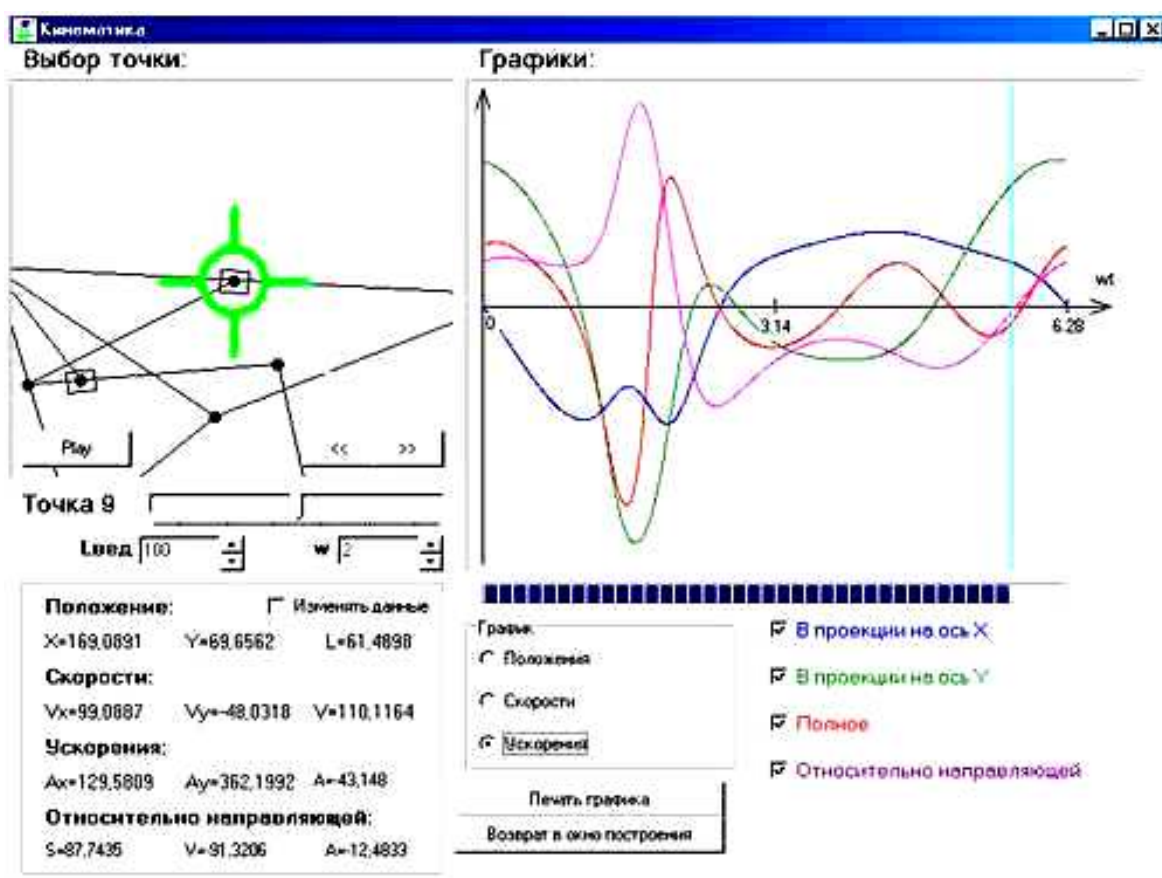 Кинематика
Выбор точки:
Графики:
wt
0
3.14
6.28
Play
<<
>>
Точка 9
Lвед 100
w 2
Положение:
Изменять данные
X=169,0891 Y=69,6562 L=61,4898
Скорости:
Vx=99,0887 Vy=-48,0318 V=110,1164
Ускорения:
Ax=129,5809 Ay=362,1992 A=-43,148
Относительно направляющей:
S=87,7435 V=-91,3206 A=-12,4833
График
Положения
Скорости
Ускорения
Печать графика
Возврат в окно построения
В проекции на ось X
В проекции на ось Y
Полное
Относительно направляющей